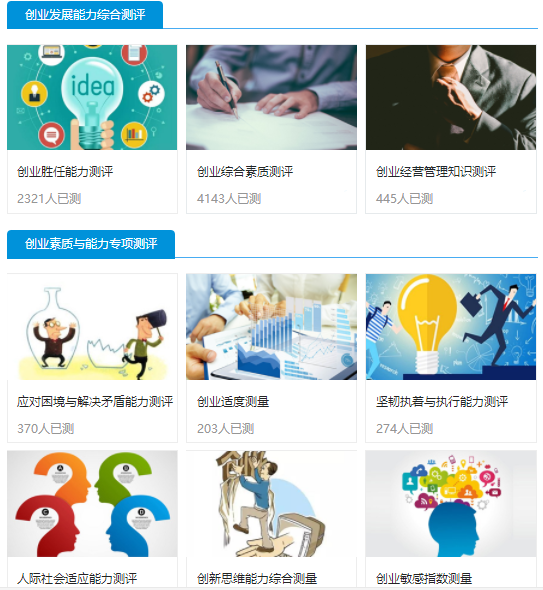 创业发展能力综合测评
idea
创业胜任能力测评
创业综合素质测评
创业经营管理知识测评
2321人已测
4143人已测
445人已测
创业素质与能力专项测评
应对困境与解决矛盾能力测评
创业适度测量
坚韧执着与执行能力测评
370人已测
203人已测
274人已测
A
B
C
D
人际社会适应能力测评
创新思维能力综合测量
创业敏感指数测量